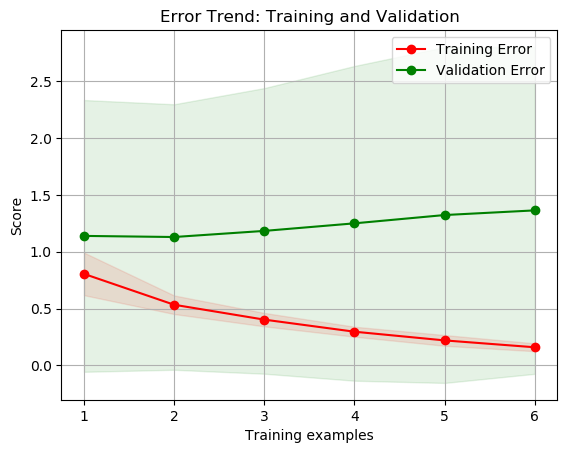 Error Trend: Training and Validation
Training Error
Validation Error
2.5
2.0
1.5
1.0
0.5
0.0
Score
1 2 3 4 5 6
Training examples